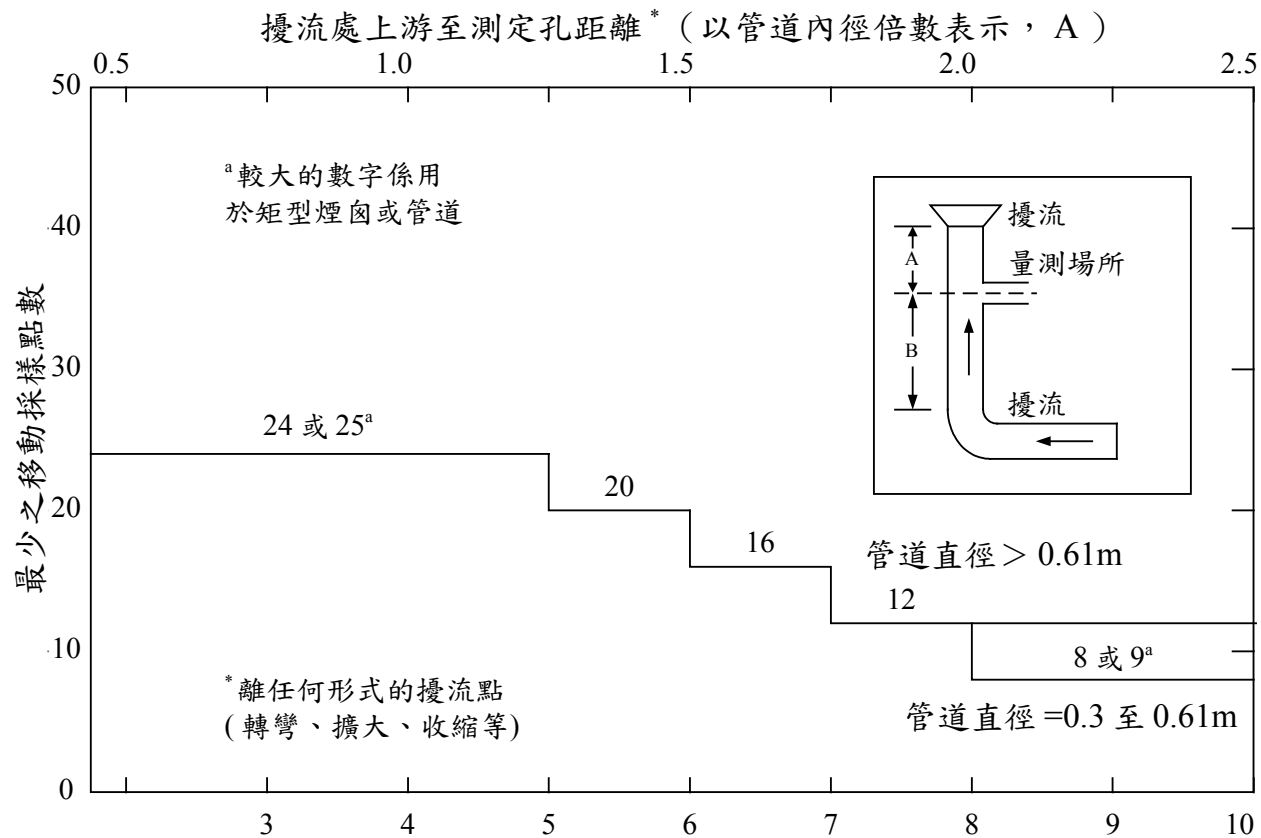 擾流處上游至測定孔距離*（以管道內徑倍數表示，A）
0.5 1.0 1.5 2.0 2.5
50
40
30
20
10
0
最少之移動採樣點數
a 較大的數字係用
於矩型煙囪或管道
擾流
A
量測場所
B
擾流
24 或 25a
20
16
管道直徑＞0.61m
12
8 或 9a
*離任何形式的擾流點
(轉彎、擴大、收縮等)
管道直徑 =0.3 至 0.61m
3 4 5 6 7 8 9 10